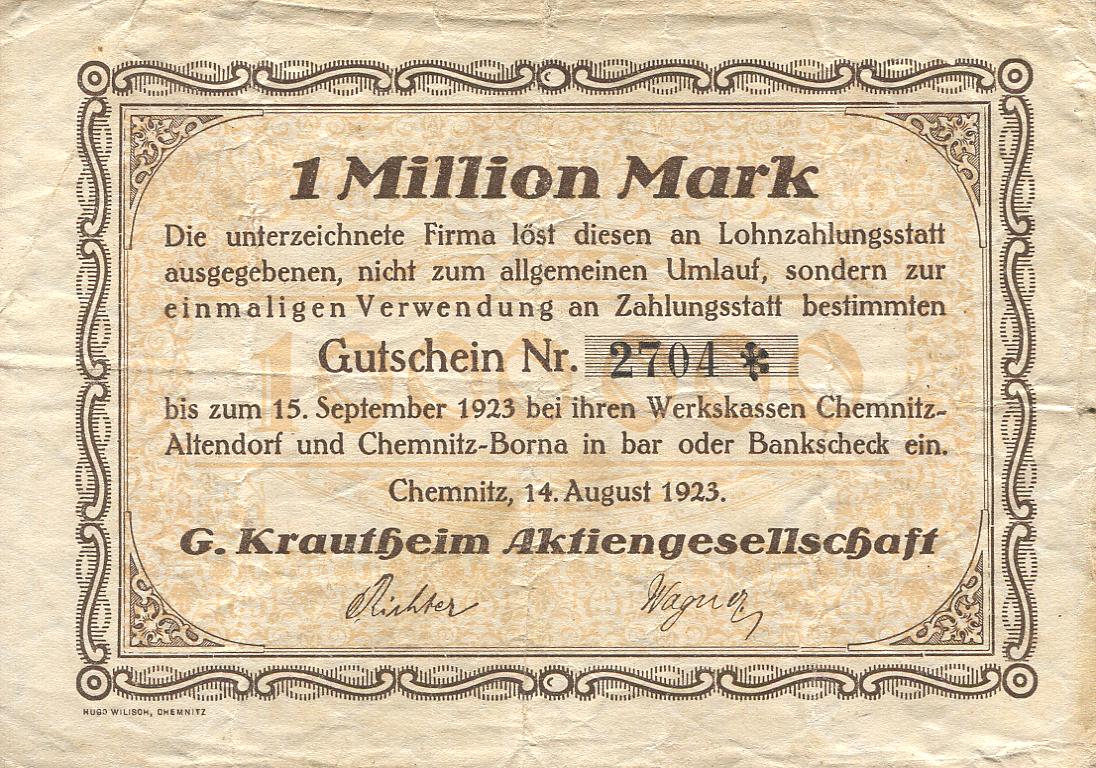 1 Million Mark
Die unterzeichnete Firma löst diesen an Lohnzahlungsstatt
ausgegebenen, nicht zum allgemeinen Umlauf, sondern zur
einmaligen Verwendung an Zahlungsstatt bestimmten
1000000
Gutschein Nr. 2704 ✻
bis zum 15. September 1923 bei ihren Werkskassen Chemnitz-
Altendorf und Chemnitz-Borna in bar oder Bankscheck ein.
Chemnitz, 14. August 1923.
G. Krautheim Aktiengesellschaft
Richter Wagner
HUGO WILISCH, CHEMNITZ